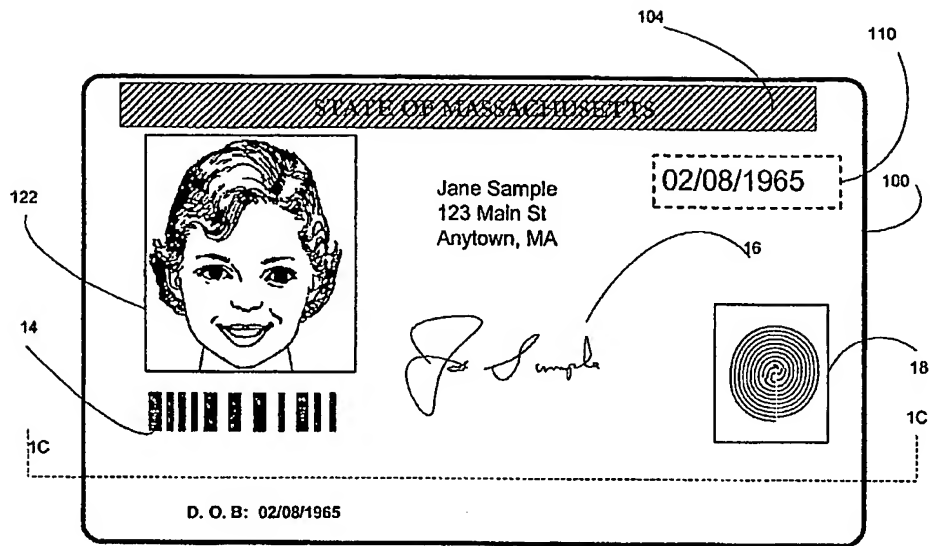 104
110
STATE OF MASSACHUSETTS
02/08/1965
100
122
Jane Sample
123 Main St
Anytown, MA
16
14
Sample
18
1C
1C
D. O. B: 02/08/1965